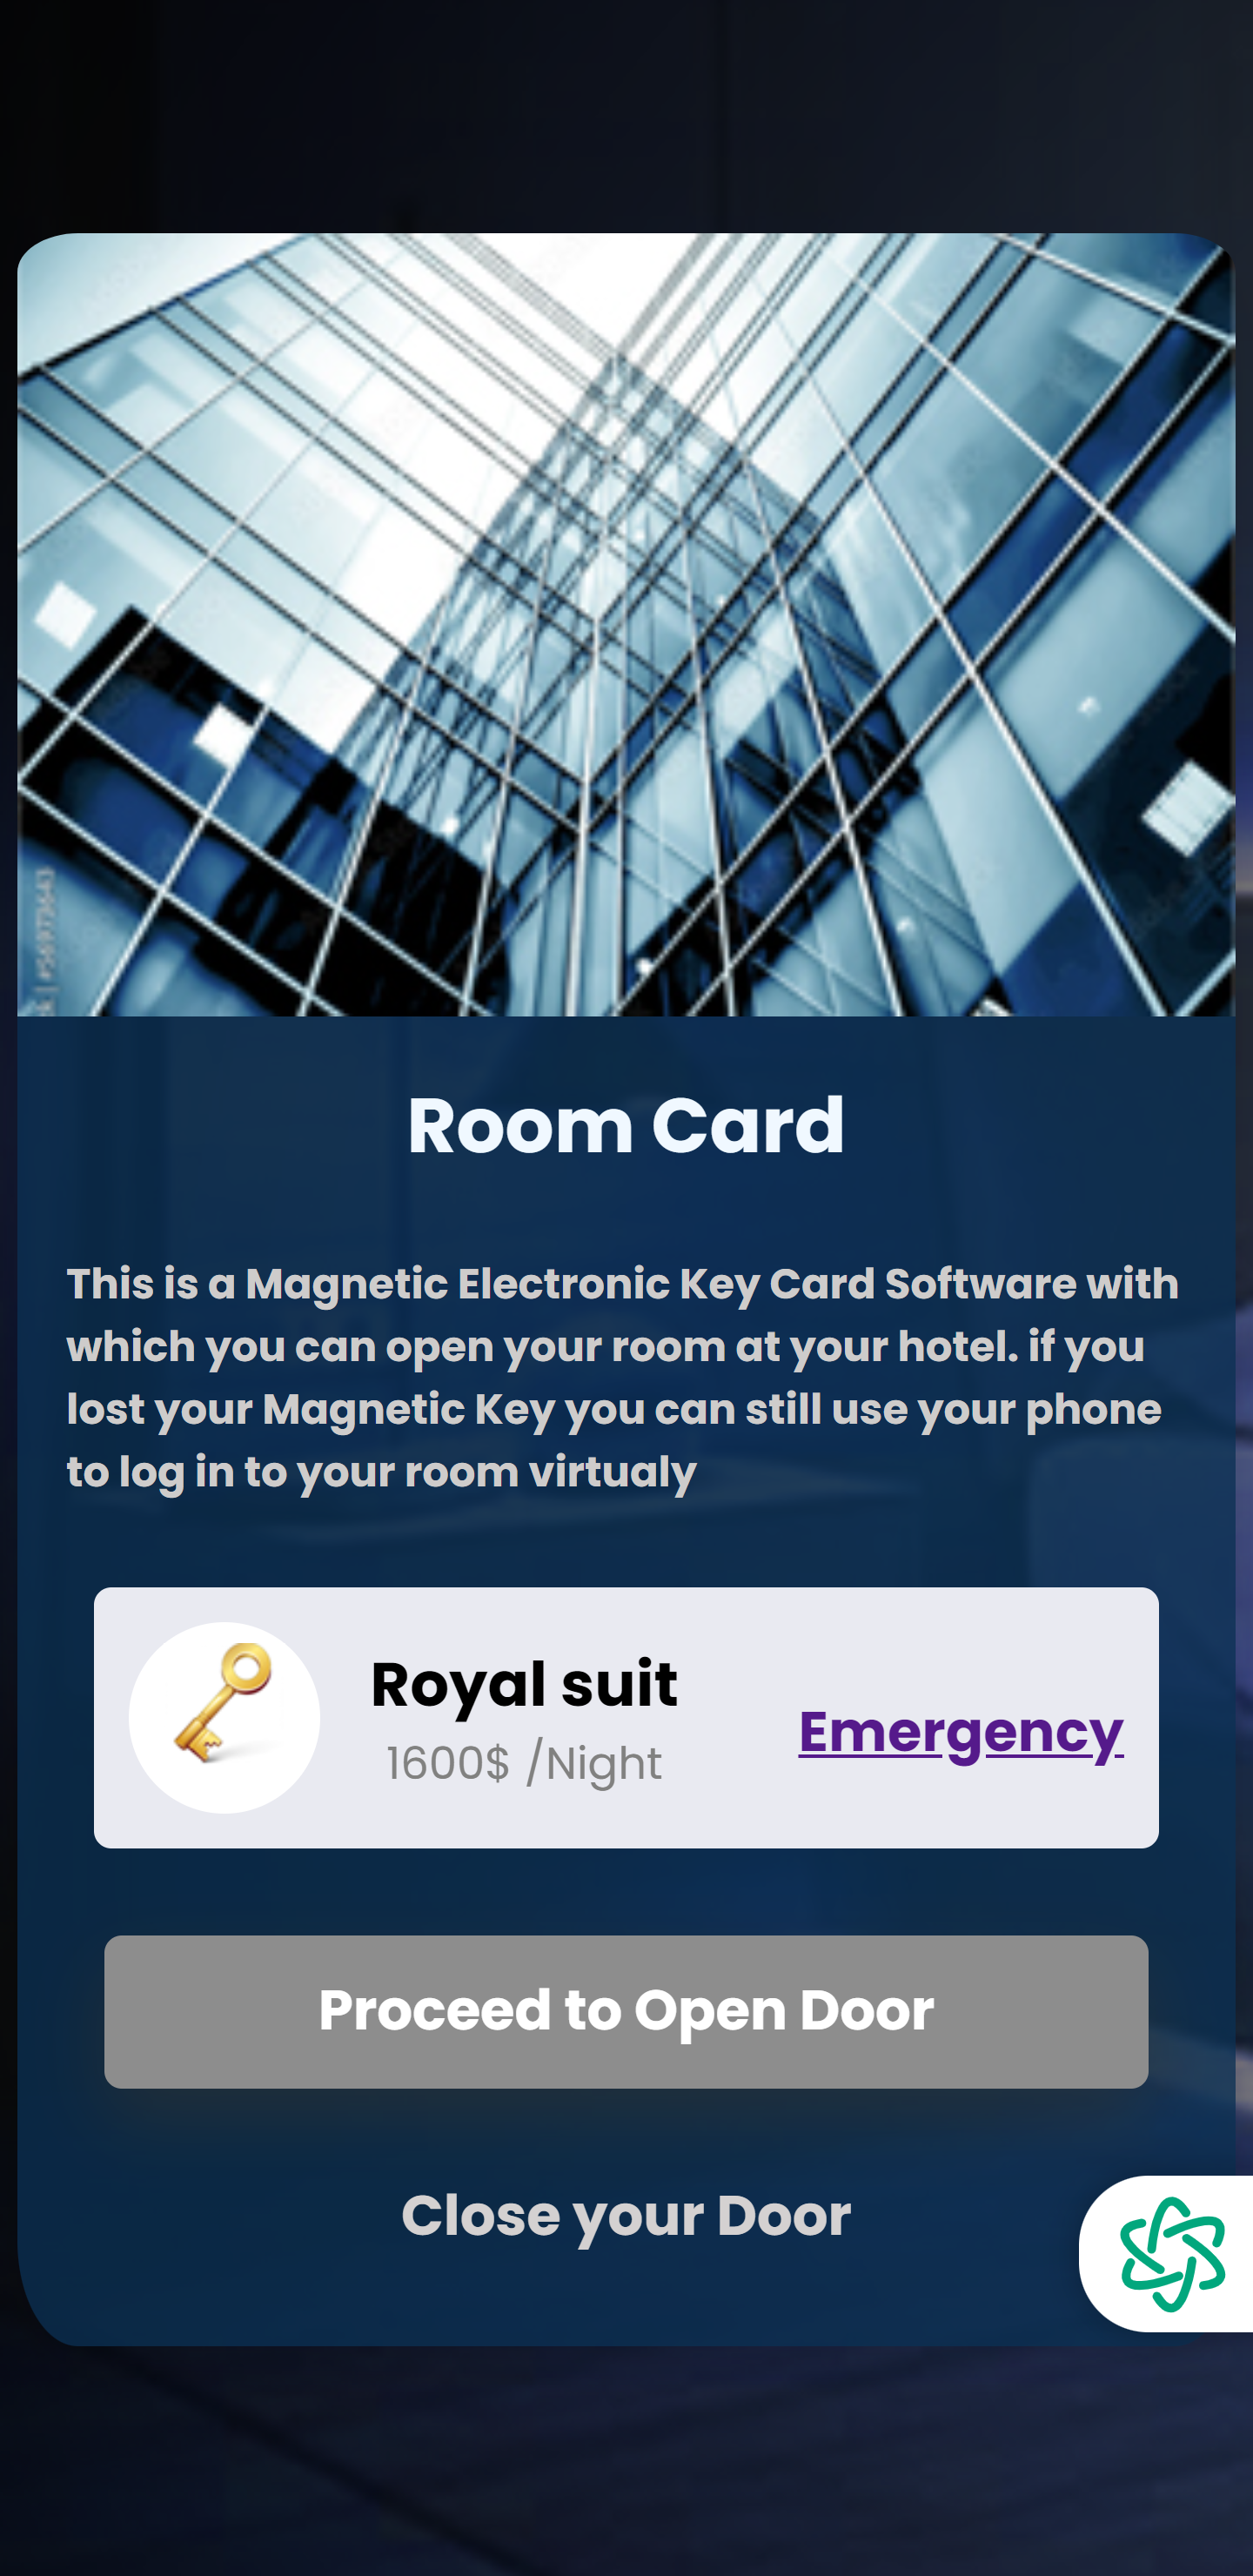 Room Card
This is a Magnetic Electronic Key Card Software with
which you can open your room at your hotel. if you
lost your Magnetic Key you can still use your phone
to log in to your room virtualy
Royal suit
1600$ /Night
Emergency
Proceed to Open Door
Close your Door